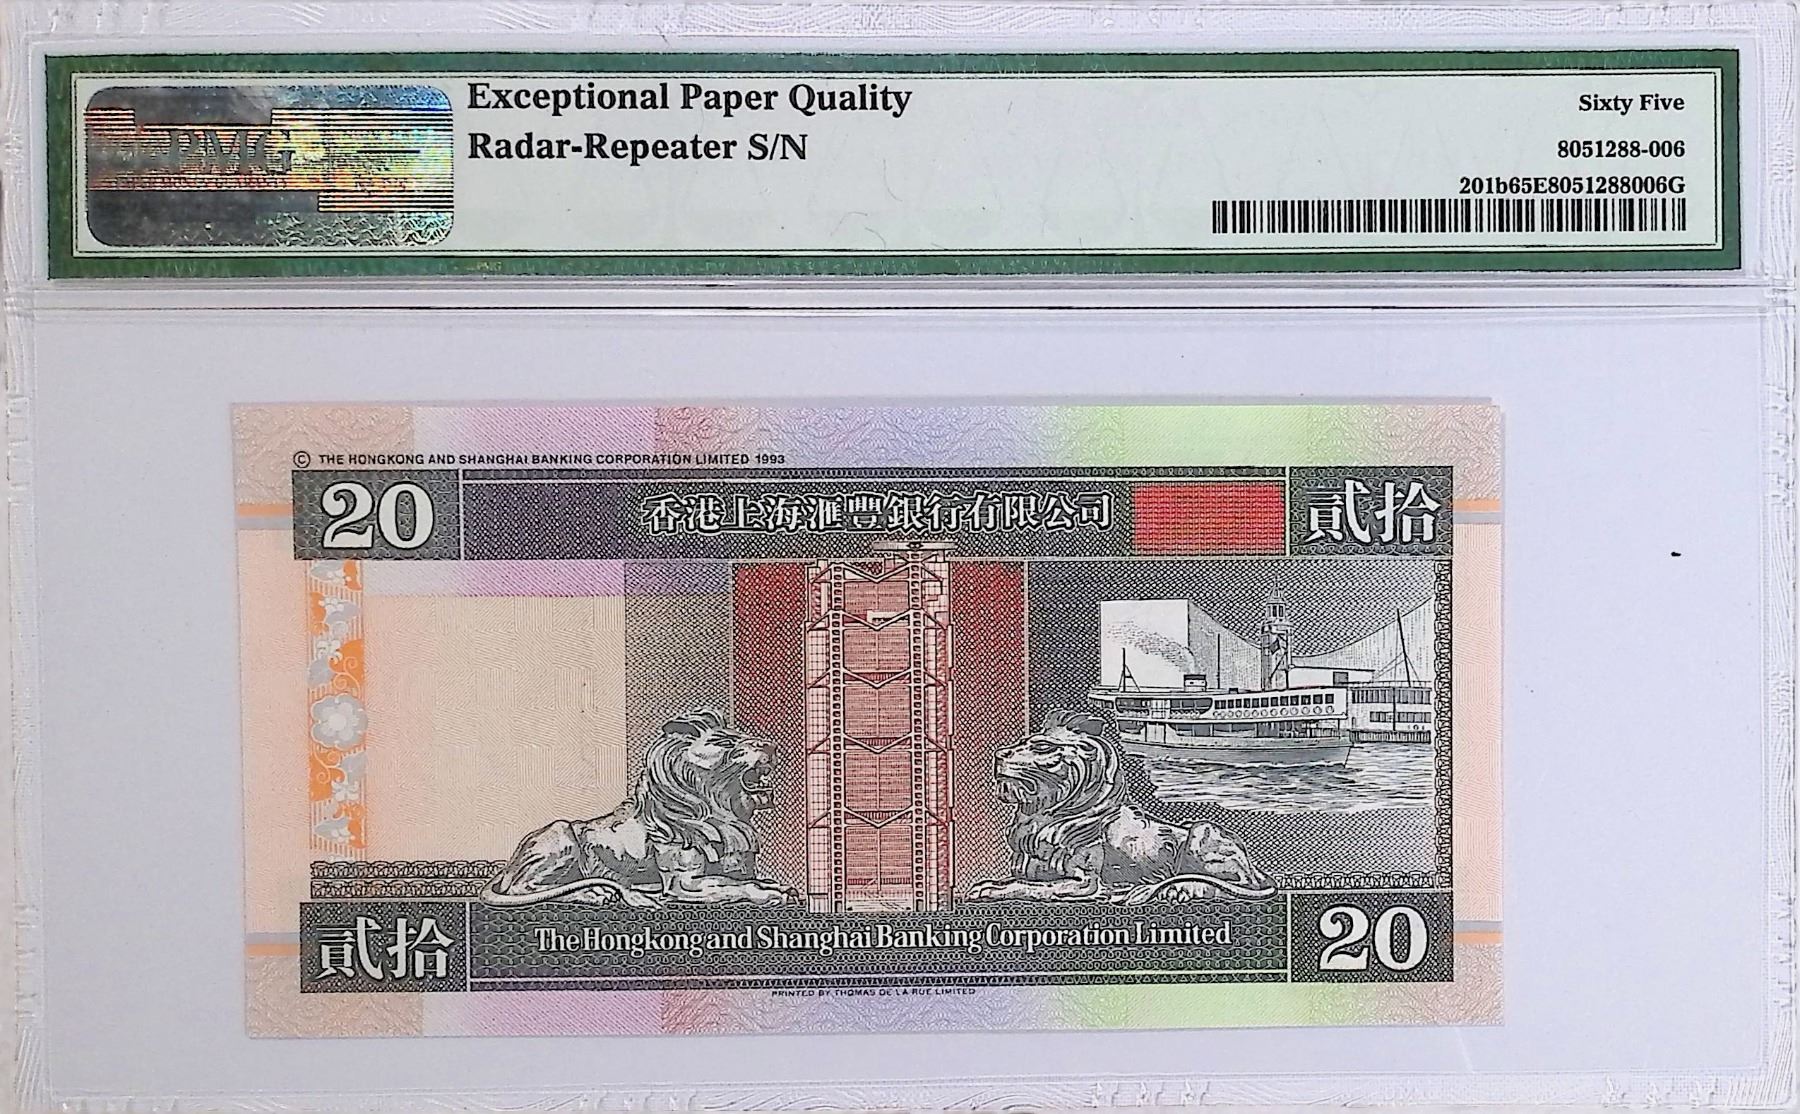 PMG
Exceptional Paper Quality
Radar-Repeater S/N
Sixty Five
8051288-006
201b65E8051288006G
© THE HONGKONG AND SHANGHAI BANKING CORPORATION LIMITED 1993
20
香港上海滙豐銀行有限公司
貳拾
貳拾
The Hongkong and Shanghai Banking Corporation Limited
20
PRINTED BY THOMAS DE LA RUE LIMITED